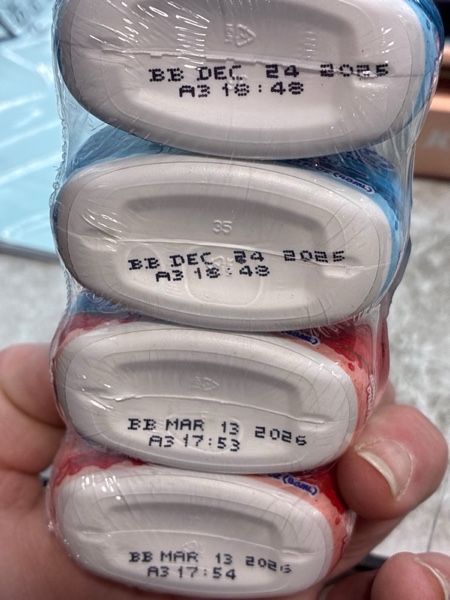 BB DEC 24 2025
A3 18:48
35
BB DEC 24 2025
A3 18:48
BB MAR 13 2026
A3 17:53
BB MAR 13 2026
A3 17:54